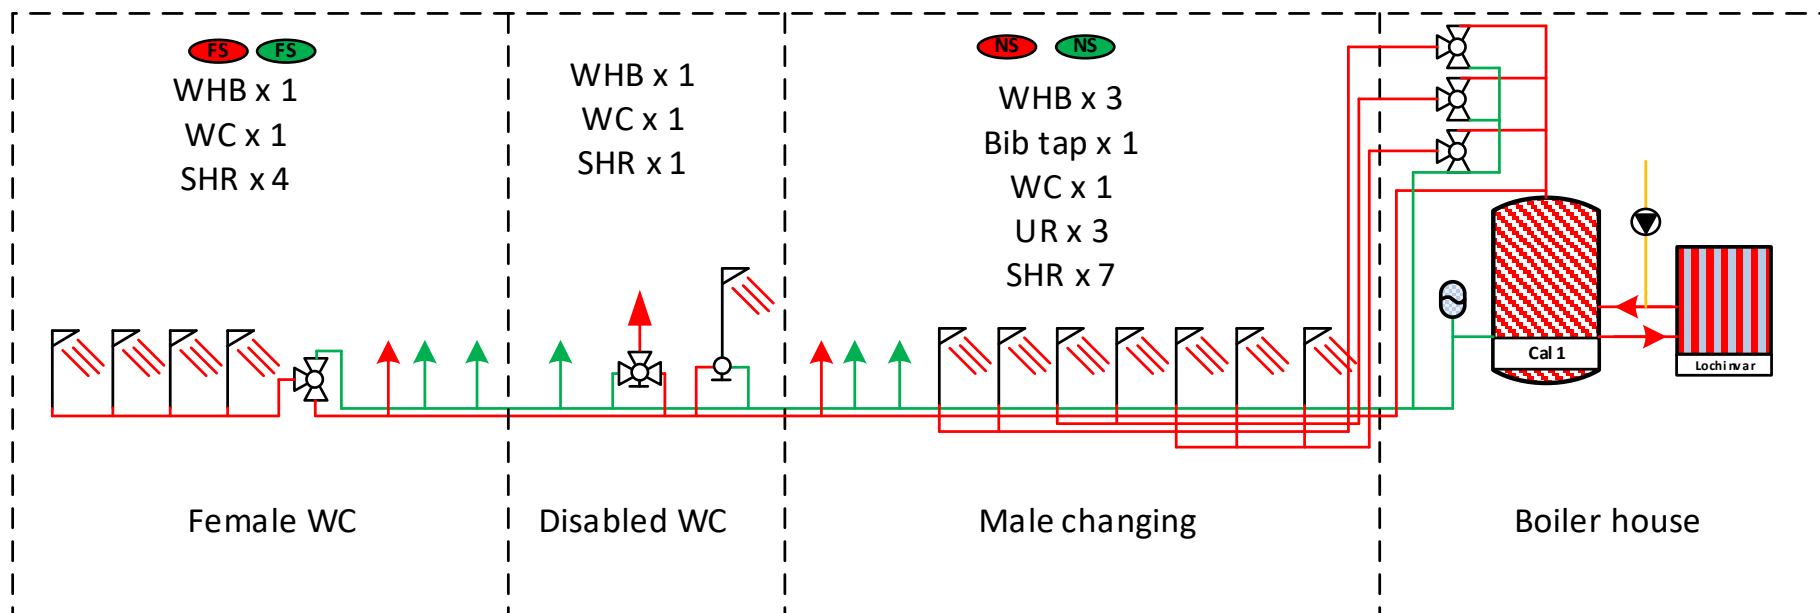 FS FS
WHB x 1
WC x 1
SHR x 4
WHB x 1
WC x 1
SHR x 1
NS NS
WHB x 3
Bib tap x 1
WC x 1
UR x 3
SHR x 7
Cal 1
Lochinvar
Female WC
Disabled WC
Male changing
Boiler house